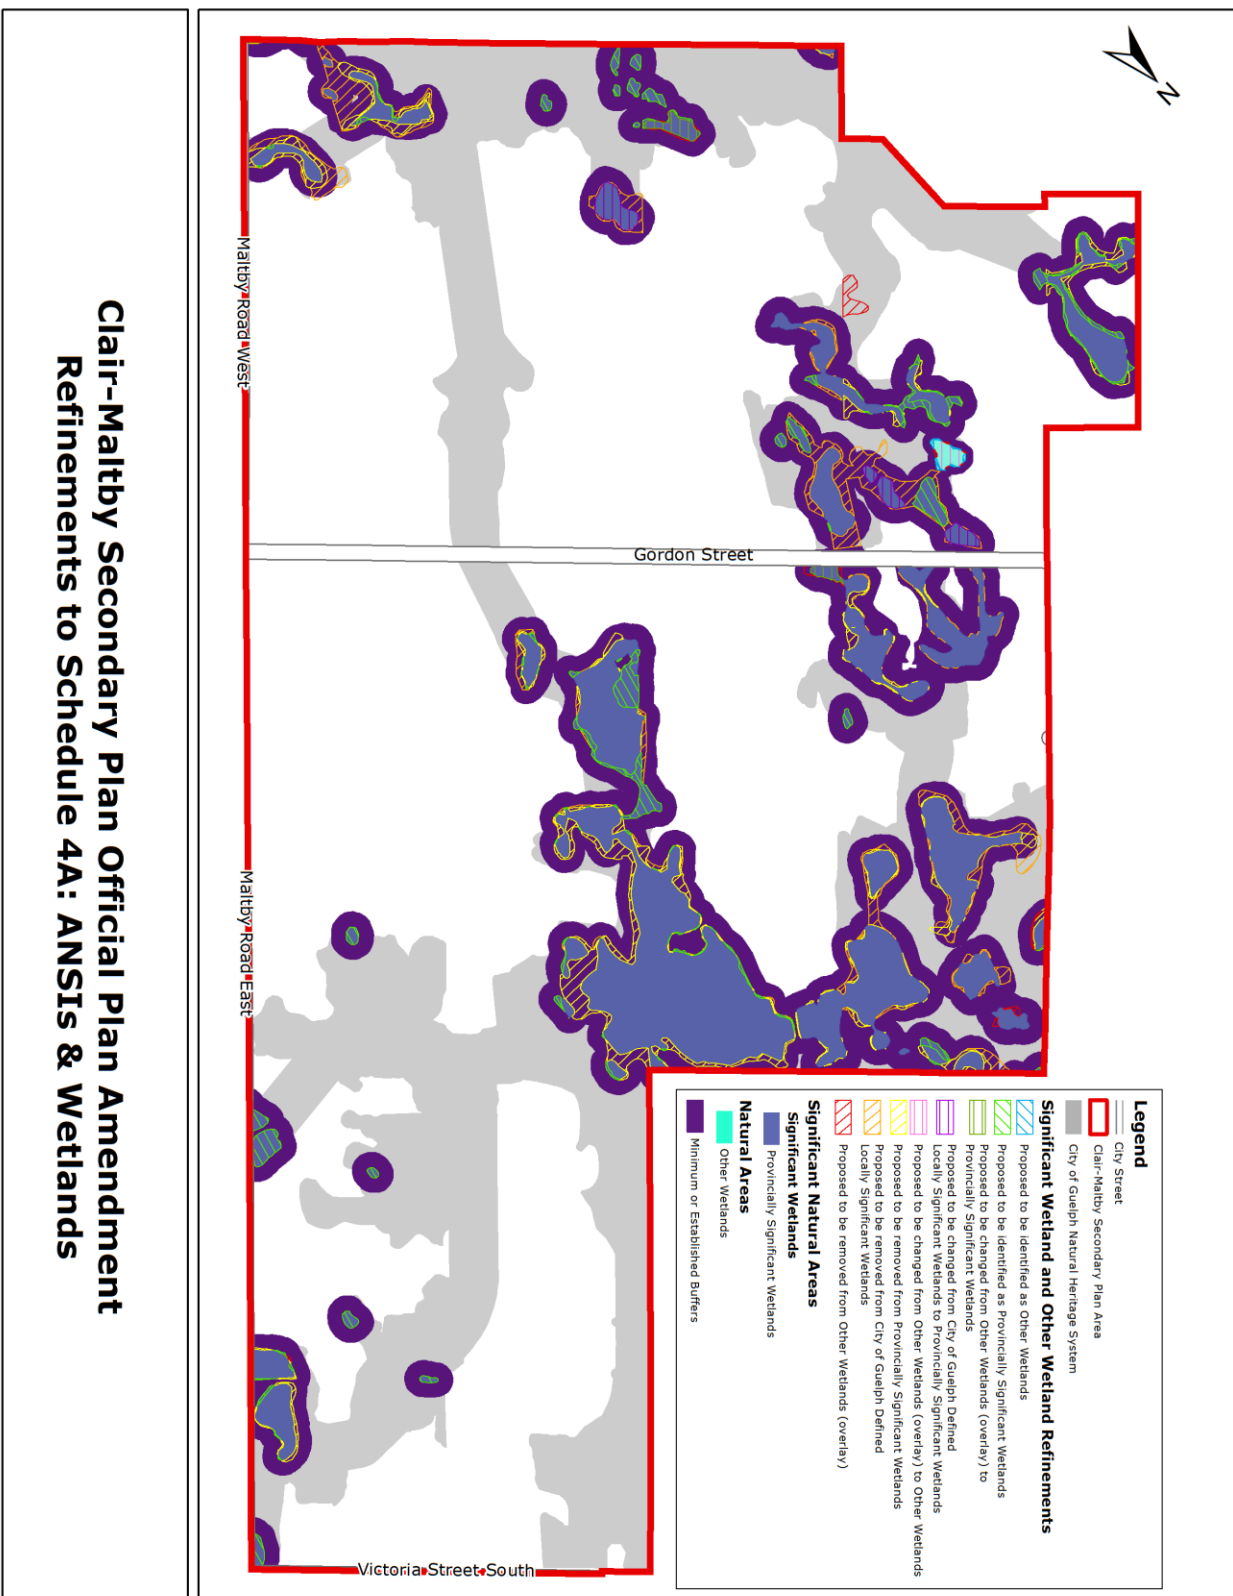 N
Maltby Road West
Gordon Street
Maltby Road East
Victoria Street South
Legend
City Street
Clair-Maltby Secondary Plan Area
City of Guelph Natural Heritage System
Significant Wetland and Other Wetland Refinements
Proposed to be identified as Other Wetlands
Proposed to be identified as Provincially Significant Wetlands
Proposed to be changed from Other Wetlands (overlay) to
Provincially Significant Wetlands
Proposed to be changed from City of Guelph Defined
Locally Significant Wetlands to Provincially Significant Wetlands
Proposed to be changed from Other Wetlands (overlay) to Other Wetlands
Proposed to be removed from Provincially Significant Wetlands
Proposed to be removed from City of Guelph Defined
Locally Significant Wetlands
Proposed to be removed from Other Wetlands (overlay)
Significant Natural Areas
Significant Wetlands
Provincially Significant Wetlands
Natural Areas
Other Wetlands
Minimum or Established Buffers
Clair-Maltby Secondary Plan Official Plan Amendment
Refinements to Schedule 4A: ANSIs & Wetlands